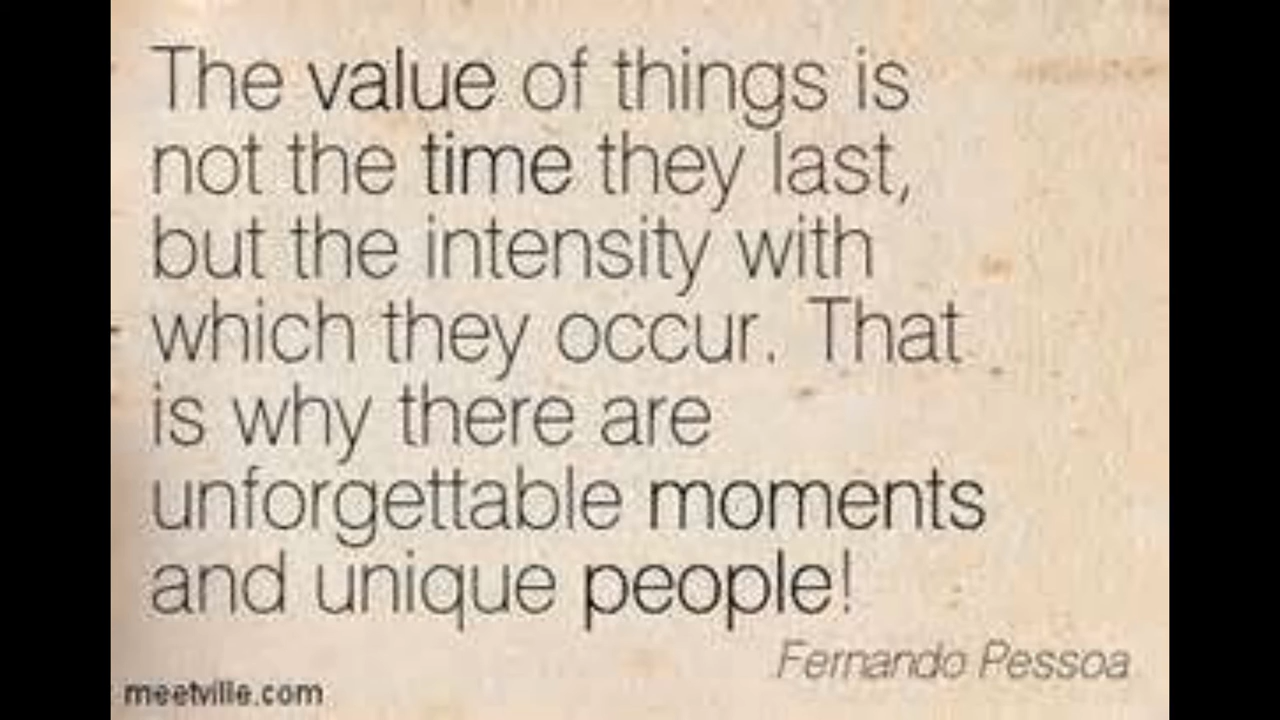 The value of things is
not the time they last,
but the intensity with
which they occur. That
is why there are
unforgettable moments
and unique people!
Fernando Pessoa
meetville.com